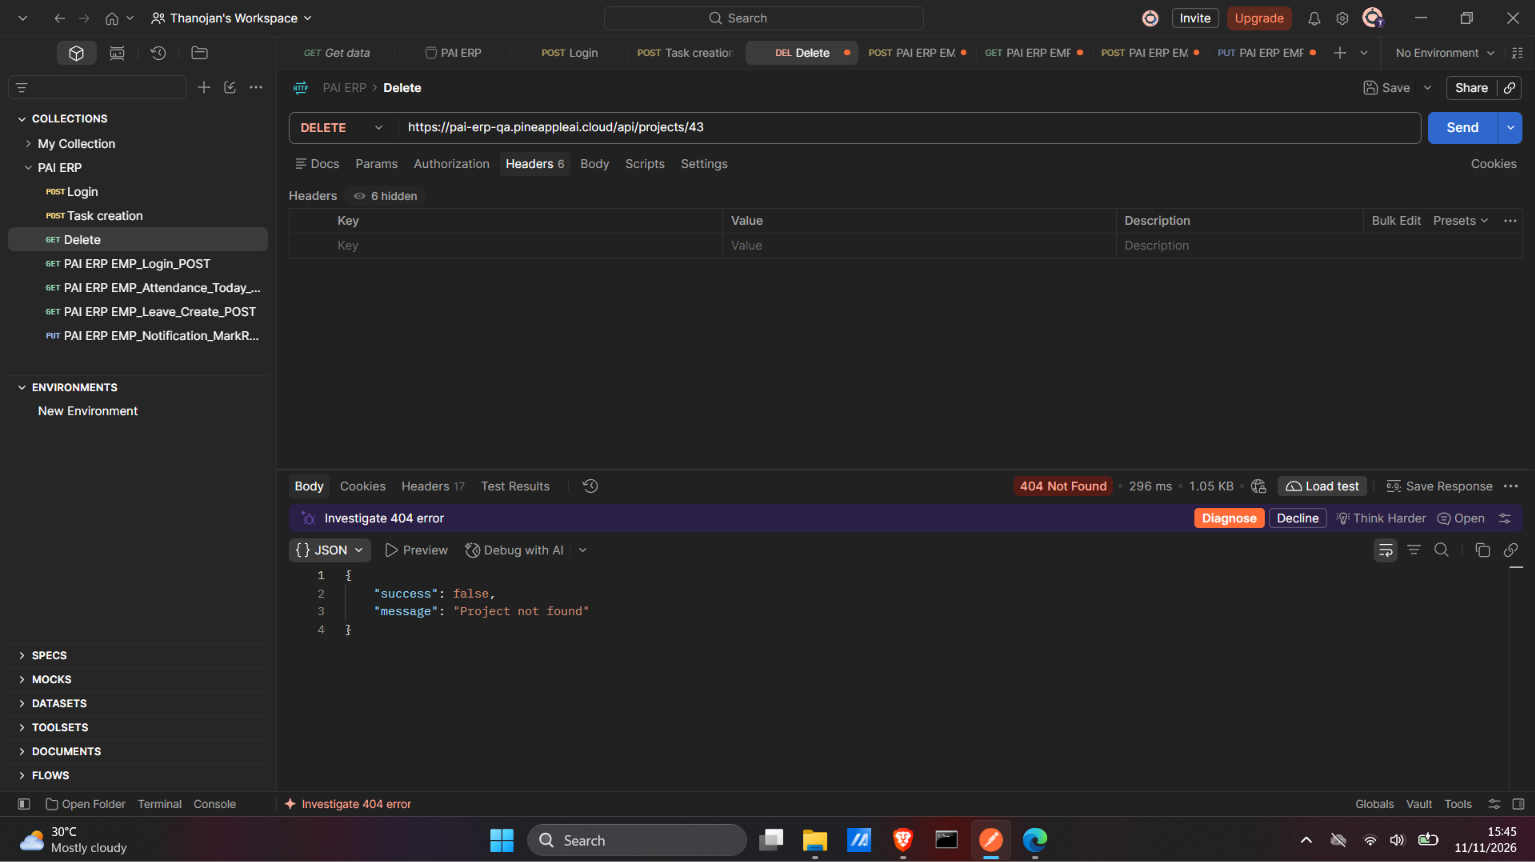 Thanojan's Workspace
Search
Invite
Upgrade
GET Get data
PAI ERP
POST Login
POST Task creation
DEL Delete
POST PAI ERP EM
GET PAI ERP EMF
POST PAI ERP EM
PUT PAI ERP EMF
No Environment
HTTP PAI ERP > Delete
Save
Share
COLLECTIONS
My Collection
PAI ERP
POST Login
POST Task creation
GET Delete
GET PAI ERP EMP_Login_POST
GET PAI ERP EMP_Attendance_Today_...
GET PAI ERP EMP_Leave_Create_POST
PUT PAI ERP EMP_Notification_MarkR...
ENVIRONMENTS
New Environment
SPECS
MOCKS
DATASETS
TOOLSETS
DOCUMENTS
FLOWS
DELETE
https://pai-erp-qa.pineappleai.cloud/api/projects/43
Send
Docs Params Authorization Headers 6 Body Scripts Settings
Cookies
Headers 6 hidden
Key Value Description Bulk Edit Presets
Key Value Description
Body Cookies Headers 17 Test Results
404 Not Found • 296 ms • 1.05 KB
Load test
e.g. Save Response
Investigate 404 error
Diagnose Decline Think Harder Open
{ } JSON Preview Debug with AI
1 {
2 "success": false,
3 "message": "Project not found"
4 }
Open Folder Terminal Console
Investigate 404 error
Globals Vault Tools
30°C
Mostly cloudy
Search
15:45
11/11/2026